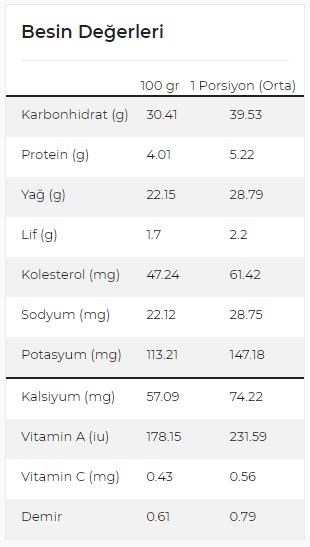 Besin Değerleri
100 gr 1 Porsiyon (Orta)
Karbonhidrat (g) 30.41 39.53
Protein (g) 4.01 5.22
Yağ (g) 22.15 28.79
Lif (g) 1.7 2.2
Kolesterol (mg) 47.24 61.42
Sodyum (mg) 22.12 28.75
Potasyum (mg) 113.21 147.18
Kalsiyum (mg) 57.09 74.22
Vitamin A (iu) 178.15 231.59
Vitamin C (mg) 0.43 0.56
Demir 0.61 0.79